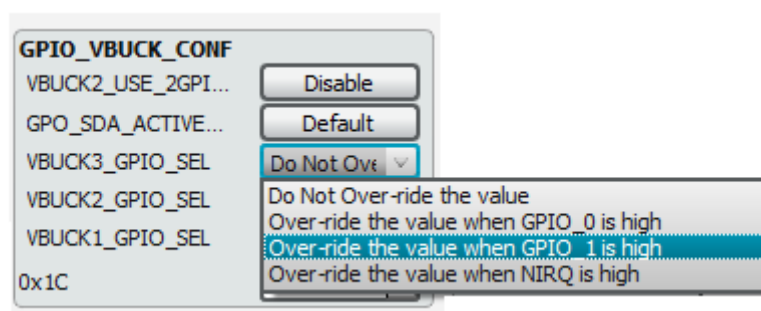 GPIO_VBUCK_CONF
VBUCK2_USE_2GPI... Disable
GPO_SDA_ACTIVE... Default
VBUCK3_GPIO_SEL Do Not Ove
VBUCK2_GPIO_SEL Do Not Over-ride the value
Over-ride the value when GPIO_0 is high
VBUCK1_GPIO_SEL Over-ride the value when GPIO_1 is high
0x1C Over-ride the value when NIRQ is high